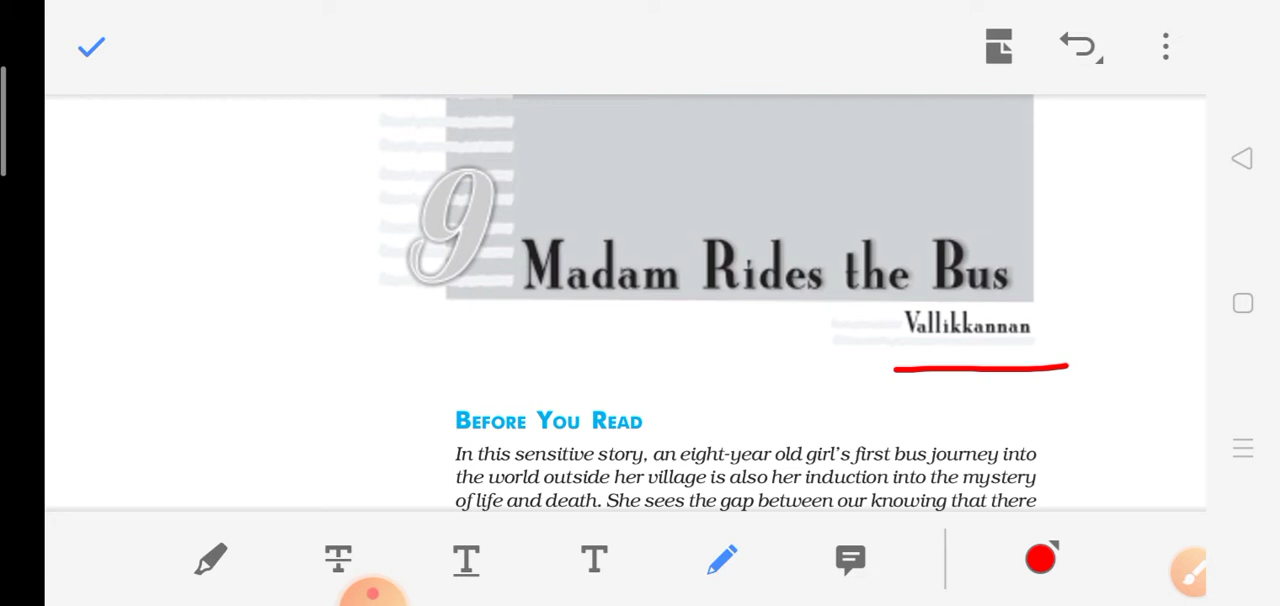 9 Madam Rides the Bus
Vallikkannan
BEFORE YOU READ
In this sensitive story, an eight-year old girl's first bus journey into
the world outside her village is also her induction into the mystery
of life and death. She sees the gap between our knowing that there
T T T